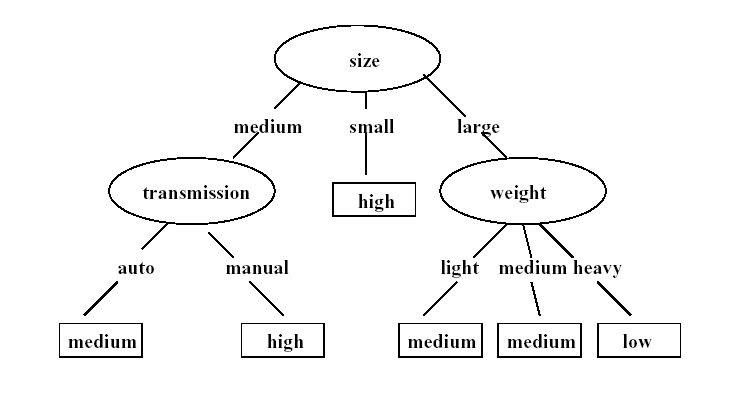 size
medium small large
transmission high weight
auto manual light medium heavy
medium high medium medium low